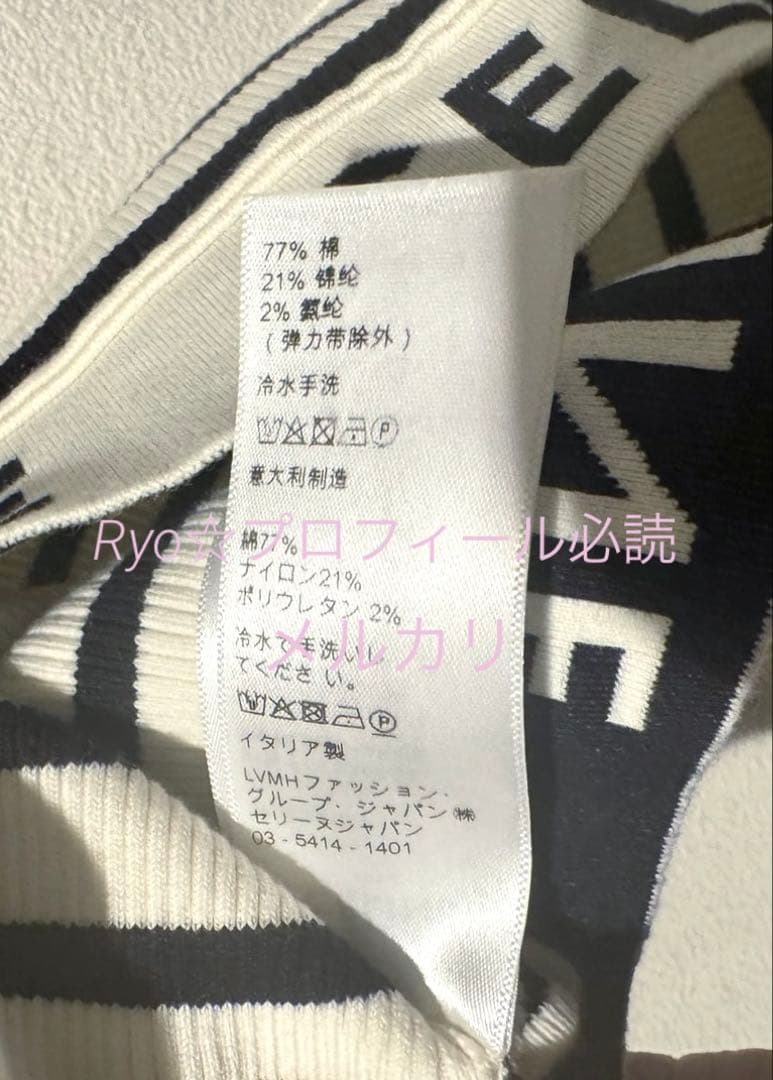 E
77% 棉
21% 锦纶
2% 氨纶
(弹力带除外)
冷水手洗
P
意大利制造
綿77%
Ryo☆プロフィール必読
ナイロン21%
ポリウレタン 2%
メルカリ
冷水で手洗いし
てください。
P
イタリア製
LVMHファッション・
グループ・ジャパン㈱
セリーヌジャパン
03-5414-1401
NE